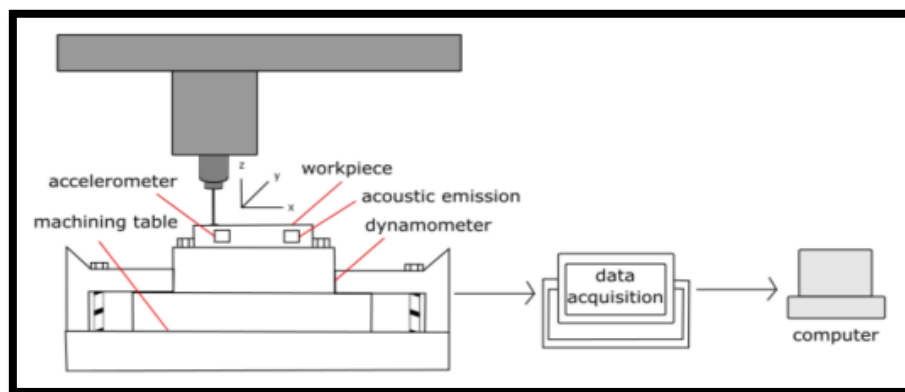 z
y
workpiece
accelerometer
x
acoustic emission
machining table
dynamometer
data
acquisition
computer